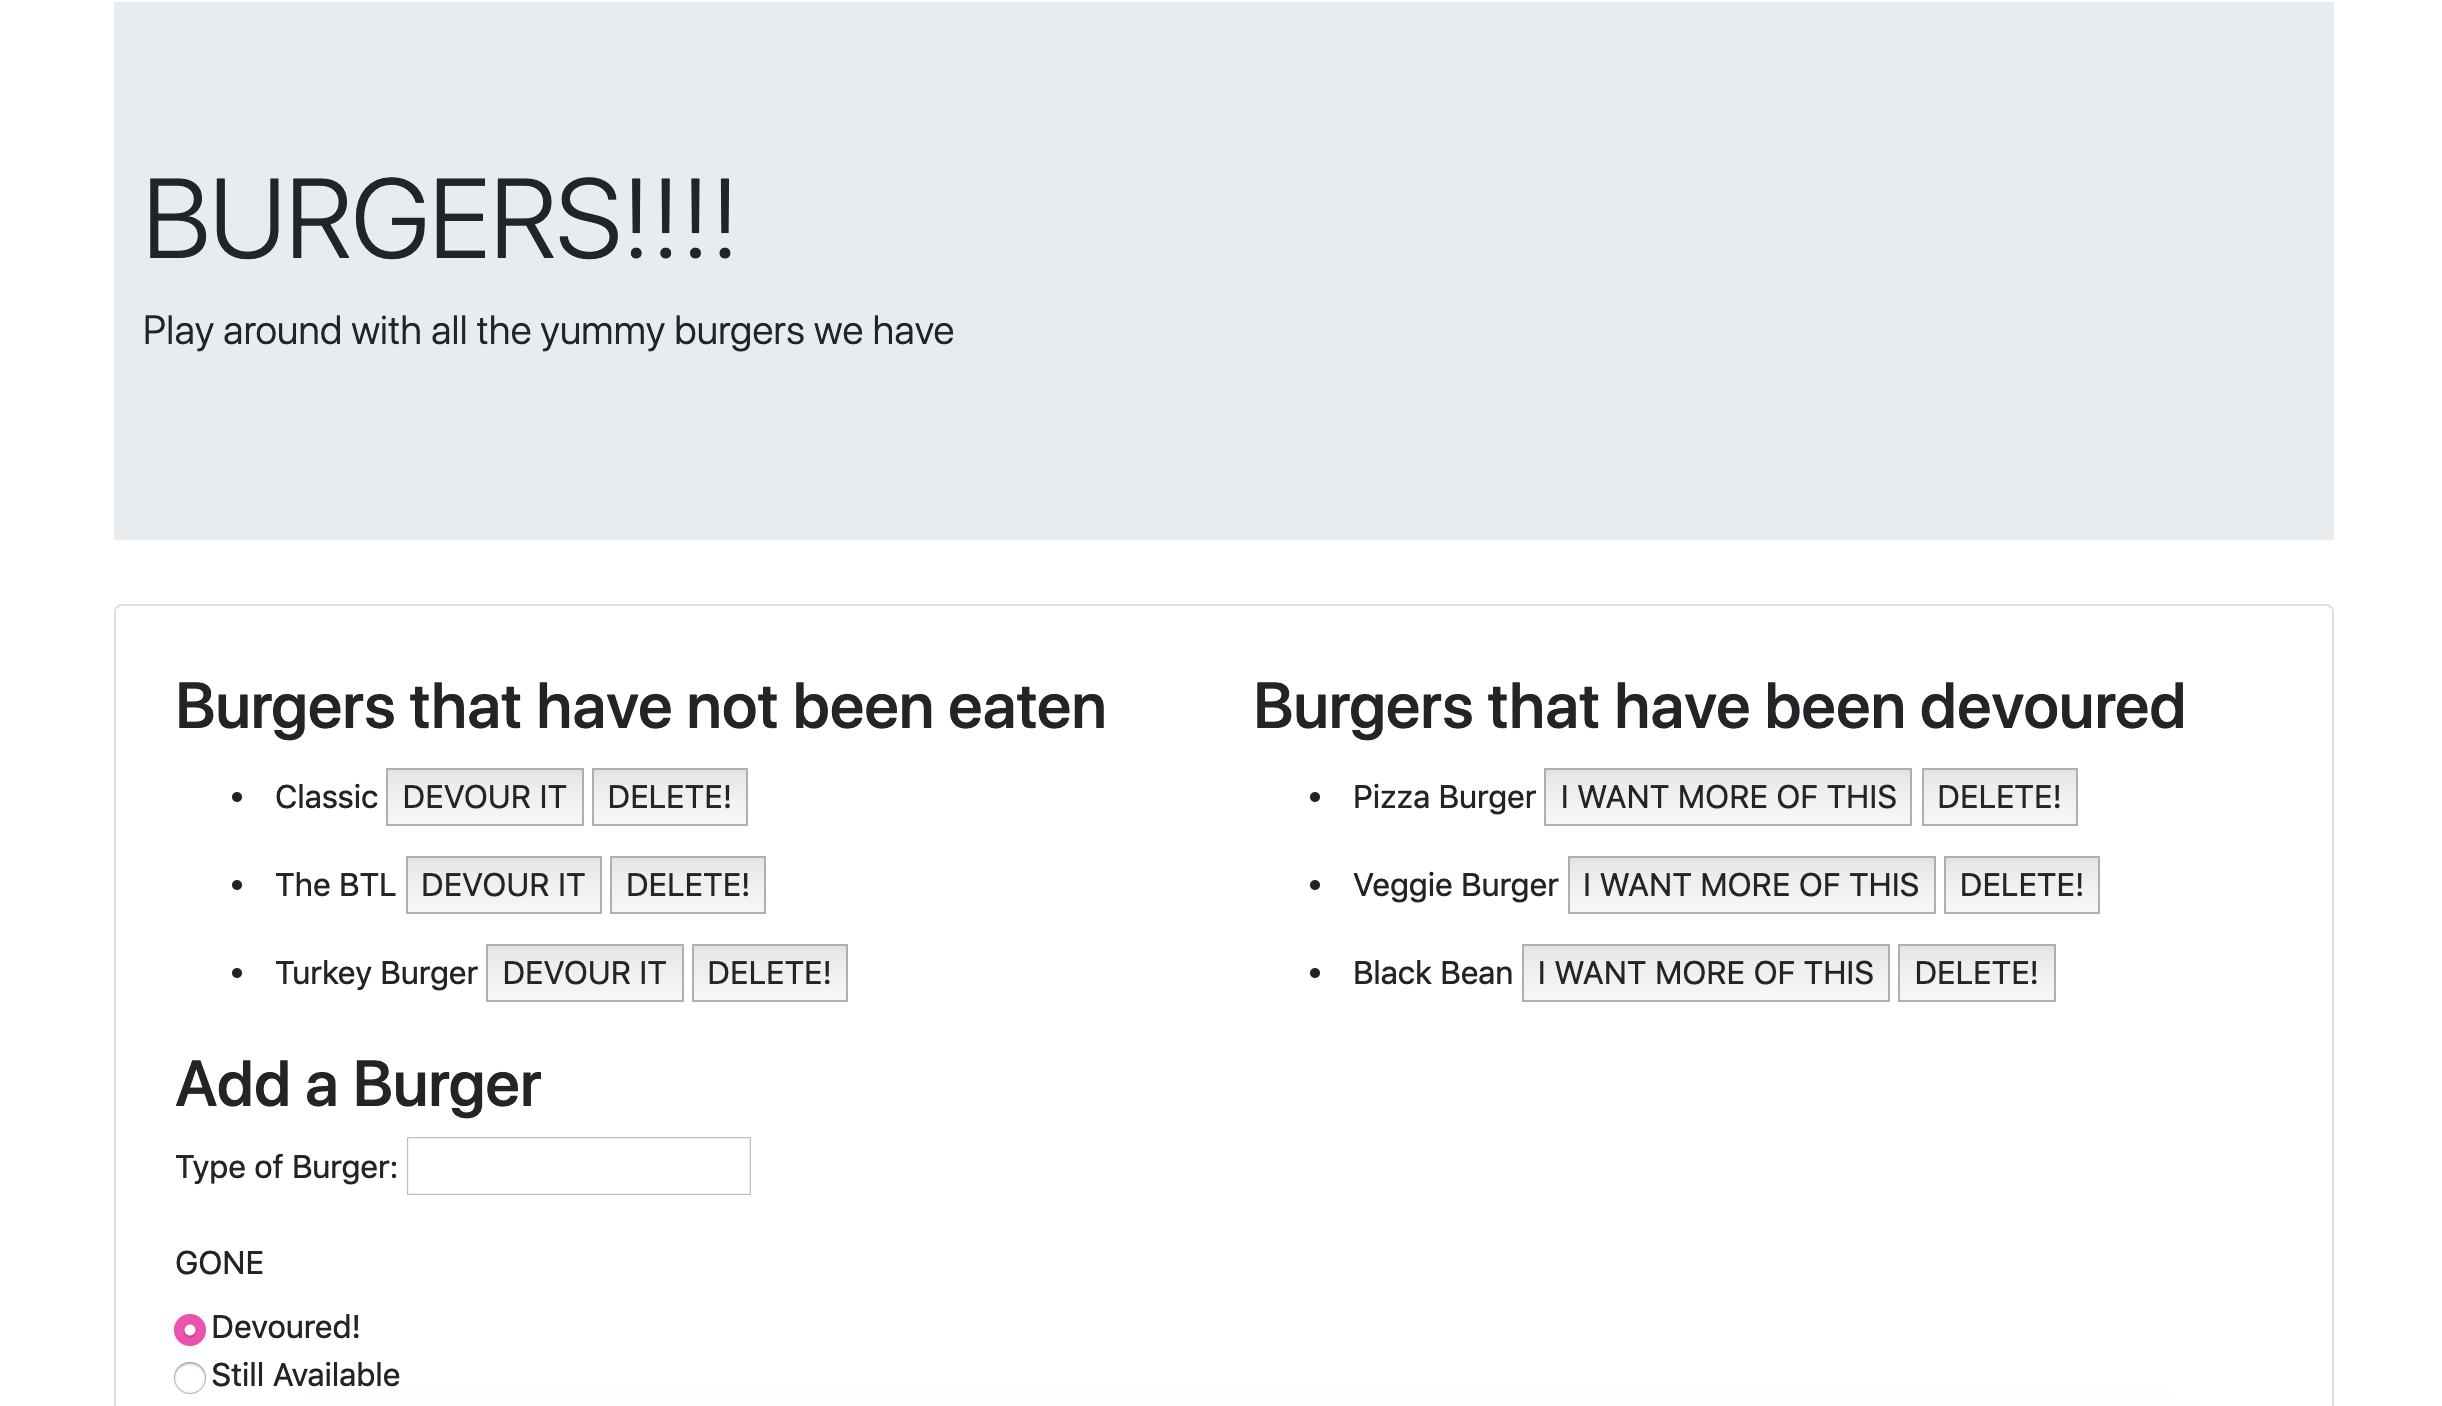 BURGERS!!!!
Play around with all the yummy burgers we have
Burgers that have not been eaten
• Classic DEVOUR IT DELETE!
• The BTL DEVOUR IT DELETE!
• Turkey Burger DEVOUR IT DELETE!
Burgers that have been devoured
• Pizza Burger I WANT MORE OF THIS DELETE!
• Veggie Burger I WANT MORE OF THIS DELETE!
• Black Bean I WANT MORE OF THIS DELETE!
Add a Burger
Type of Burger:
GONE
Devoured!
Still Available